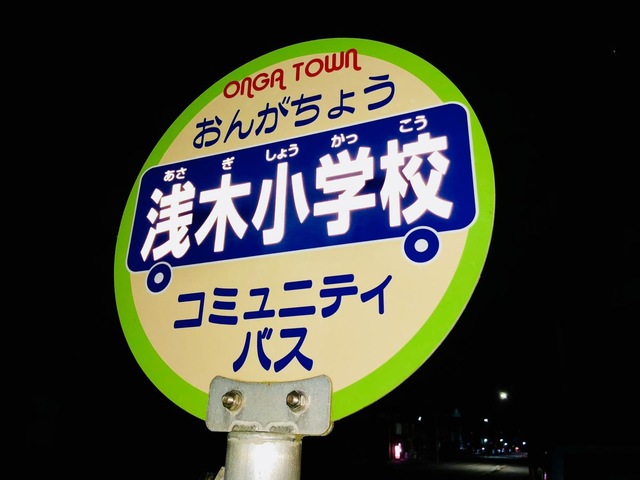 ONGA TOWN
おんがちょう
あさ ぎ しょう がっ こう
浅木小学校
コミュニティ
バス